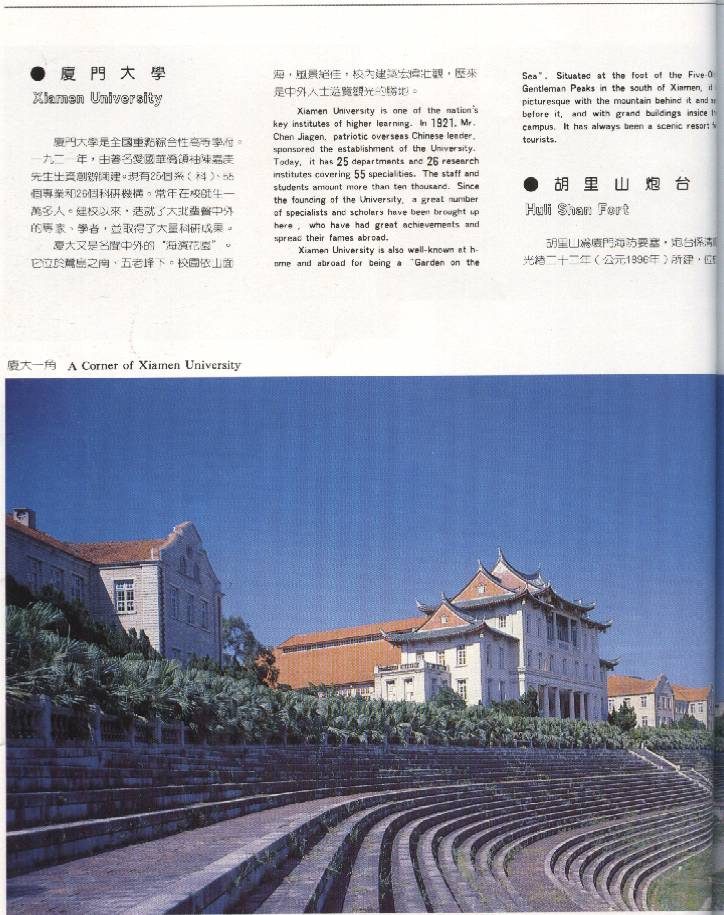 ● 廈門大學
Xiamen University
廈門大學是全國重點綜合性高等學府。
一九二一年，由著名愛國華僑領袖陳嘉庚
先生出資創辦興建。現有25個系（科）、55
個專業和26個科研機構。常年在校師生一
萬多人。建校以來，造就了大批蜚聲中外
的專家、學者，並取得了大量科研成果。
廈大又是名聞中外的“海濱花園”。
它位於鷺島之南、五老峰下。校園依山面
海，風景絕佳，校內建築宏偉壯觀，歷來
是中外人士遊覽觀光的勝地。
Xiamen University is one of the nation's
key institutes of higher learning. In 1921. Mr.
Chen Jiagen, patriotic overseas Chinese leader,
sponsored the establishment of the University.
Today, it has 25 departments and 26 research
institutes covering 55 specialities. The staff and
students amount more than ten thousand. Since
the founding of the University, a great number
of specialists and scholars have been brought up
here , who have had great achievements and
spread their fames abroad.
Xiamen University is also well-known at h-
ome and abroad for being a "Garden on the
Sea". Situated at the foot of the
Gentleman Peaks in the south of Xiamen,
picturesque with the mountain behind it and
before it, and with grand buildings inside
campus. It has always been a scenic resort
tourists.
● 胡里山炮台
Huli Shan Fort
胡里山為廈門海防要塞，炮台係清
光緒二十二年（公元1896年）所建，位
廈大一角 A Corner of Xiamen University